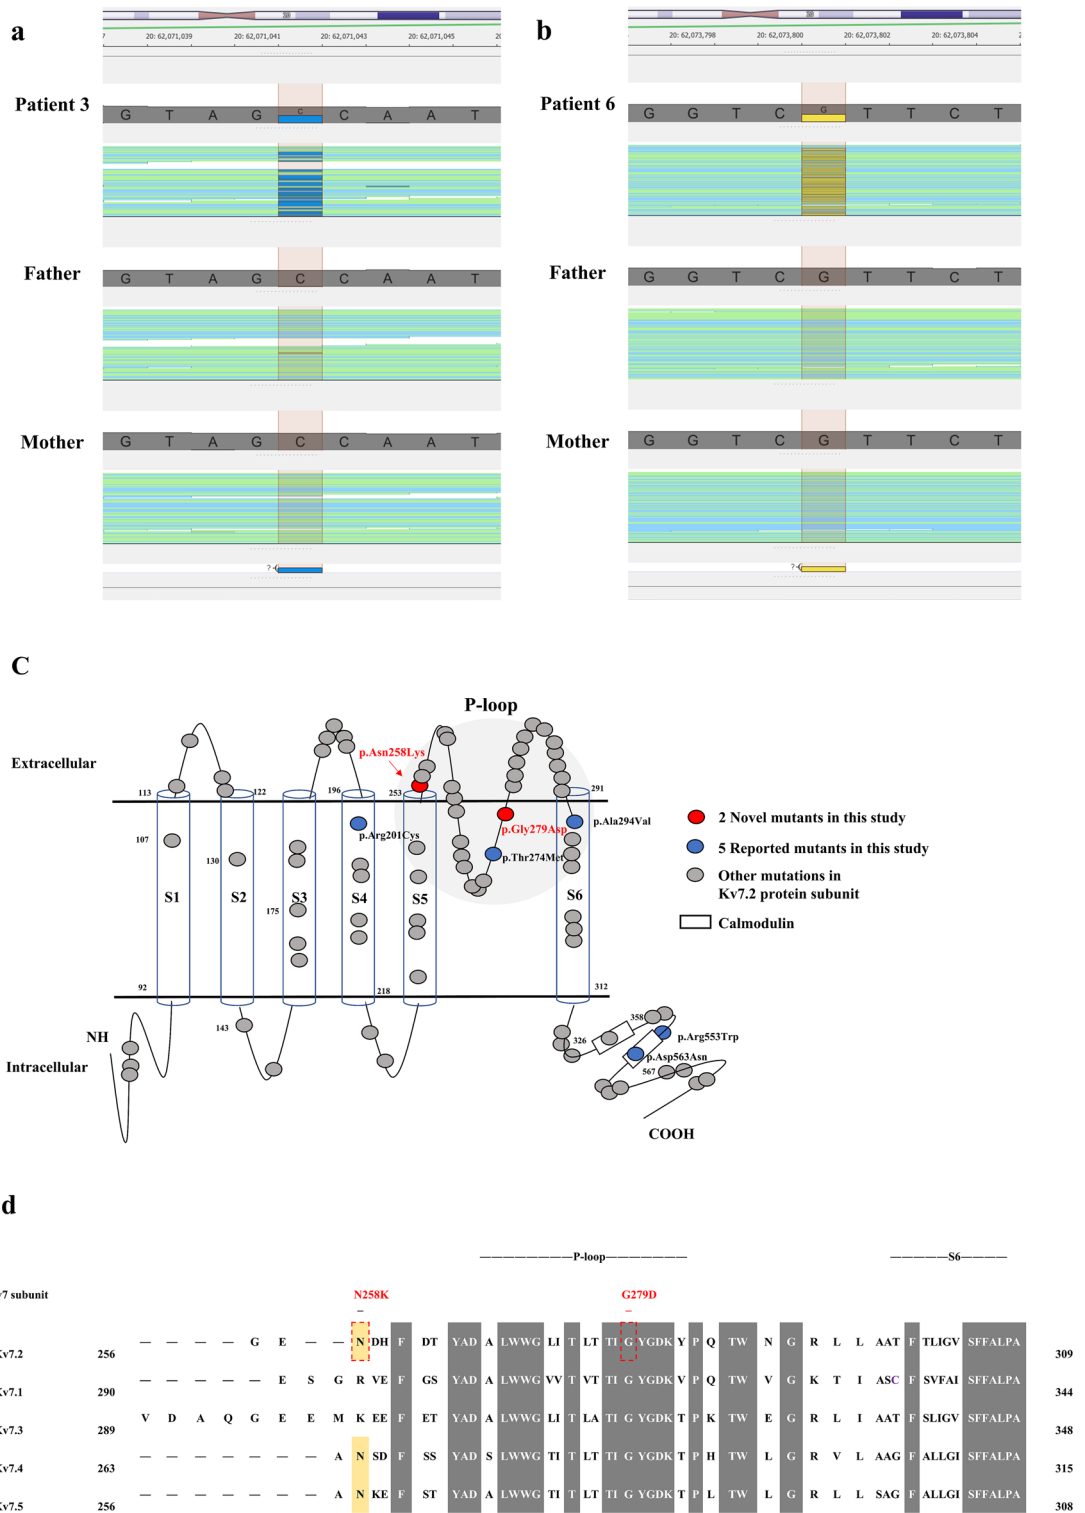 a
20: 62,071,039
20: 62,071,041
20: 62,071,043
20: 62,071,045
20
Patient 3
G T A G C C A A T
Father
G T A G C C A A T
Mother
G T A G C C A A T
?
b
20: 62,073,798
20: 62,073,800
20: 62,073,802
20: 62,073,804
2
Patient 6
G G T C G T T C T
Father
G G T C G T T C T
Mother
G G T C G T T C T
?
C
P-loop
Extracellular
p.Asn258Lys
113
122
196
253
291
107
130
p.Arg201Cys
p.Gly279Asp
p.Thr274Met
p.Ala294Val
2 Novel mutants in this study
5 Reported mutants in this study
Other mutations in
Kv7.2 protein subunit
Calmodulin
S1
S2
S3
S4
S5
S6
175
92
218
312
143
NH
Intracellular
326
358
p.Arg553Trp
p.Asp563Asn
567
COOH
d
————————P-loop———————
—————S6————
v7 subunit
N258K
G279D
Kv7.2 256 — — — — G E — — N DH F DT YAD A LWWG LI T LT TI G YGDK Y P Q TW N G R L L AAT F TLIGV SFFALPA 309
Kv7.1 290 — — — — — E S G R VE F GS YAD A LWWG VV T VT TI G YGDK V P Q TW V G K T I ASC F SVFAI SFFALPA 344
Kv7.3 289 V D A Q G E E M K EE F ET YAD A LWWG LI T LA TI G YGDK T P K TW E G R L I AAT F SLIGV SFFALPA 348
Kv7.4 263 — — — — — — — A N SD F SS YAD S LWWG TI T LT TI G YGDK T P H TW L G R V L AAG F ALLGI SFFALPA 315
Kv7.5 256 — — — — — — — A N KE F ST YAD A LWWG TI T LT TI G YGDK T P L TW L G R L L SAG F ALLGI SFFALPA 308